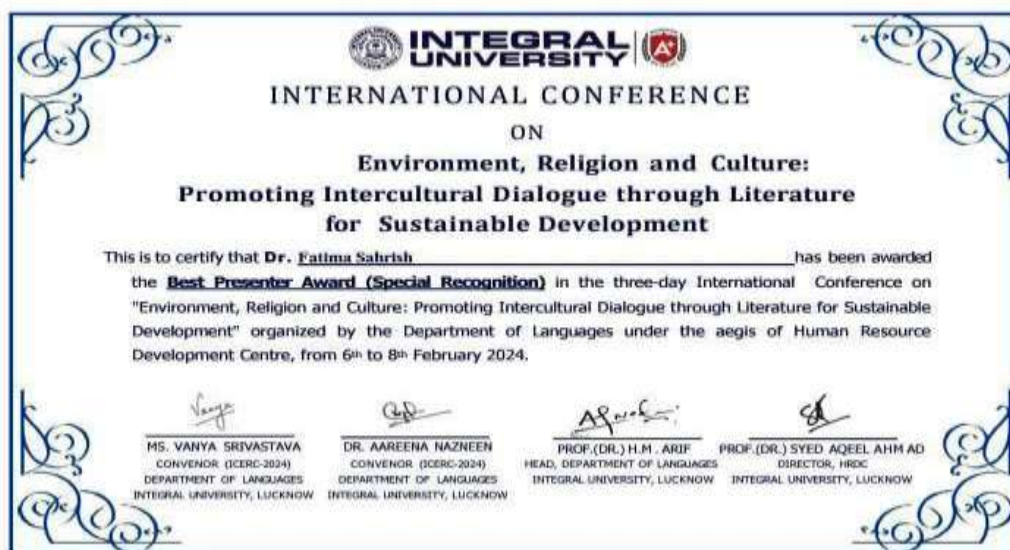 INTEGRAL
UNIVERSITY
A+
INTERNATIONAL CONFERENCE
ON
Environment, Religion and Culture:
Promoting Intercultural Dialogue through Literature
for Sustainable Development
This is to certify that Dr. Fatima Sahrish has been awarded
the Best Presenter Award (Special Recognition) in the three-day International Conference on
"Environment, Religion and Culture: Promoting Intercultural Dialogue through Literature for Sustainable
Development" organized by the Department of Languages under the aegis of Human Resource
Development Centre, from 6th to 8th February 2024.
Vanya
MS. VANYA SRIVASTAVA
CONVENOR (ICERC-2024)
DEPARTMENT OF LANGUAGES
INTEGRAL UNIVERSITY, LUCKNOW
DR. AAREENA NAZNEEN
CONVENOR (ICERC-2024)
DEPARTMENT OF LANGUAGES
INTEGRAL UNIVERSITY, LUCKNOW
PROF.(DR.) H.M . ARIF
HEAD, DEPARTMENT OF LANGUAGES
INTEGRAL UNIVERSITY, LUCKNOW
PROF.(DR.) SYED AQEEL AHM AD
DIRECTOR, HRDC
INTEGRAL UNIVERSITY, LUCKNOW